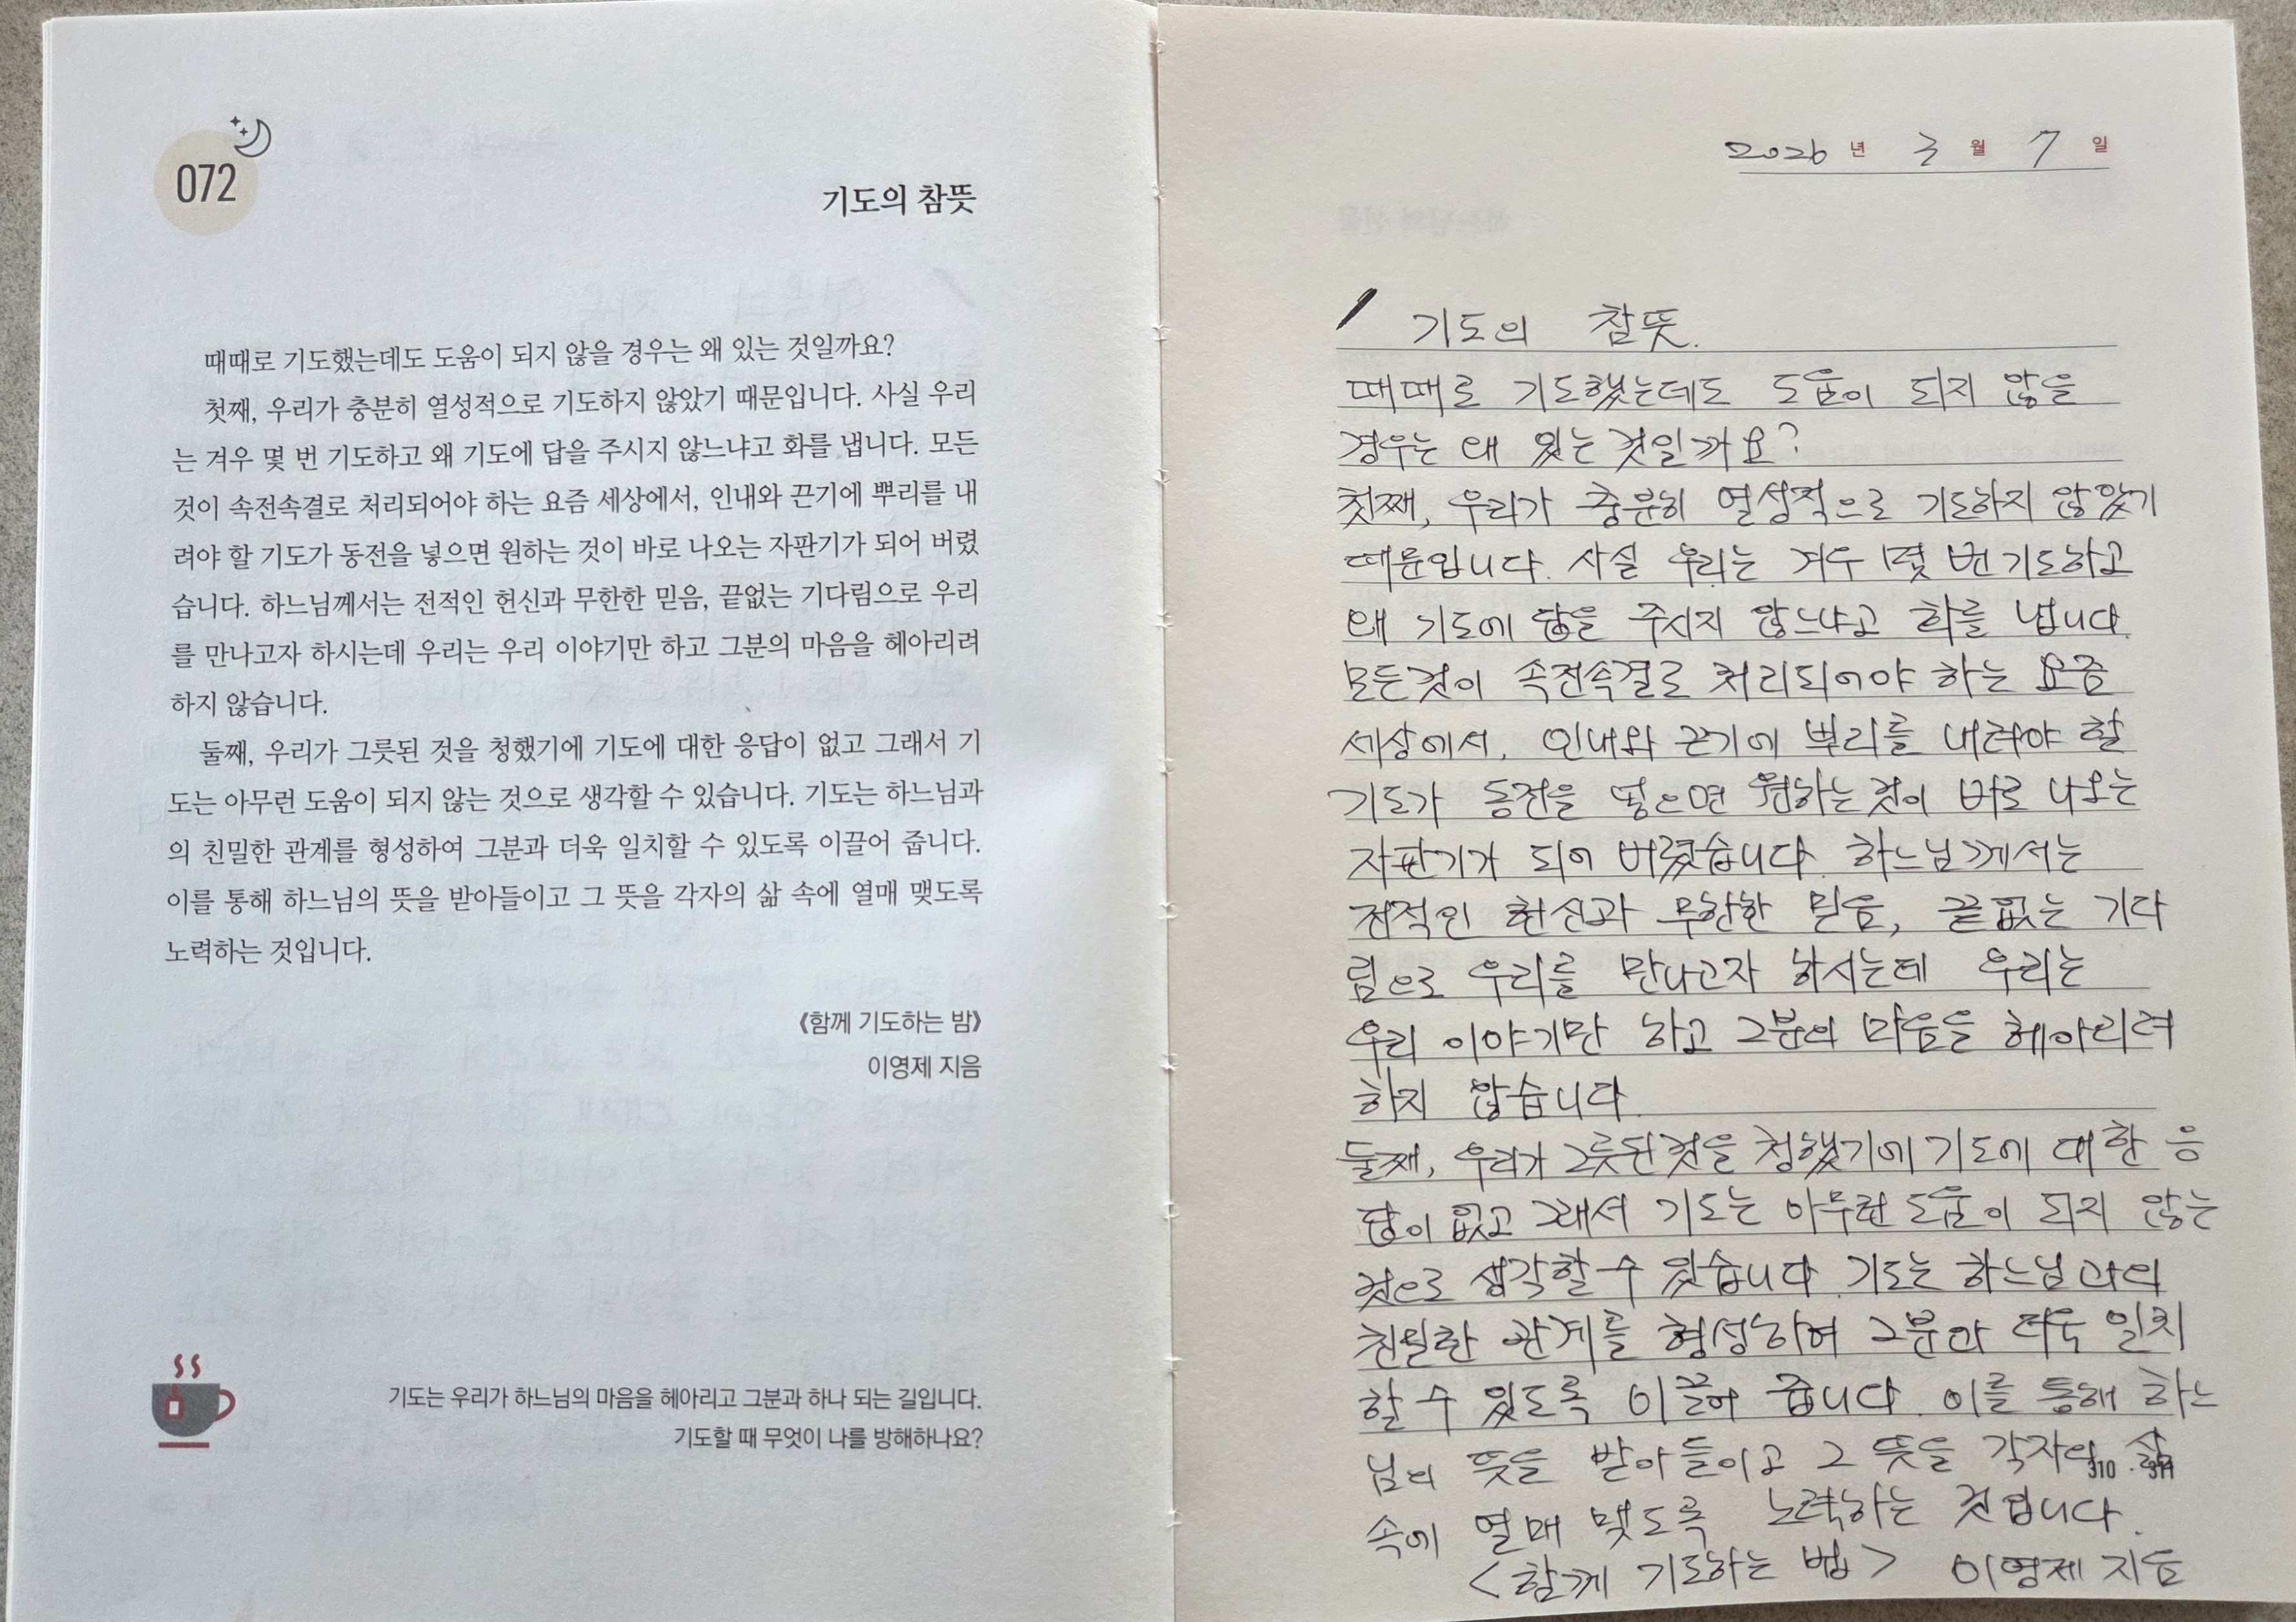 072
기도의 참뜻
때때로 기도했는데도 도움이 되지 않을 경우는 왜 있는 것일까요?
첫째, 우리가 충분히 열성적으로 기도하지 않았기 때문입니다. 사실 우리
는 겨우 몇 번 기도하고 왜 기도에 답을 주시지 않느냐고 화를 냅니다. 모든
것이 속전속결로 처리되어야 하는 요즘 세상에서, 인내와 끈기에 뿌리를 내
려야 할 기도가 동전을 넣으면 원하는 것이 바로 나오는 자판기가 되어 버렸
습니다. 하느님께서는 전적인 헌신과 무한한 믿음, 끝없는 기다림으로 우리
를 만나고자 하시는데 우리는 우리 이야기만 하고 그분의 마음을 헤아리려
하지 않습니다.
둘째, 우리가 그릇된 것을 청했기에 기도에 대한 응답이 없고 그래서 기
도는 아무런 도움이 되지 않는 것으로 생각할 수 있습니다. 기도는 하느님과
의 친밀한 관계를 형성하여 그분과 더욱 일치할 수 있도록 이끌어 줍니다.
이를 통해 하느님의 뜻을 받아들이고 그 뜻을 각자의 삶 속에 열매 맺도록
노력하는 것입니다.
《함께 기도하는 밤》
이영제 지음
기도는 우리가 하느님의 마음을 헤아리고 그분과 하나 되는 길입니다.
기도할 때 무엇이 나를 방해하나요?
2026 년 3 월 7 일
기도의 참뜻.
때때로 기도했는데도 도움이 되지 않을
경우는 왜 있는 것일까요?
첫째, 우리가 충분히 열성적으로 기도하지 않았기
때문입니다. 사실 우리는 겨우 몇 번 기도하고
왜 기도에 답을 주시지 않느냐고 화를 냅니다.
모든것이 속전속결로 처리되어야 하는 요즘
세상에서, 인내와 끈기에 뿌리를 내려야 할
기도가 동전을 넣으면 원하는 것이 바로 나오는
자판기가 되어 버렸습니다. 하느님께서는
전적인 헌신과 무한한 믿음, 끝없는 기다
림으로 우리를 만나고자 하시는데 우리는
우리 이야기만 하고 그분의 마음을 헤아리려
하지 않습니다.
둘째, 우리가 그릇된 것을 청했기에 기도에 대한 응
답이 없고 그래서 기도는 아무런 도움이 되지 않는
것으로 생각할 수 있습니다. 기도는 하느님과의
친밀한 관계를 형성하여 그분과 더욱 일치
할 수 있도록 이끌어 줍니다. 이를 통해 하느
님의 뜻을 받아들이고 그 뜻을 각자의 삶
310 · 311
속에 열매 맺도록 노력하는 것입니다.
<함께 기도하는 법> 이영제 지음